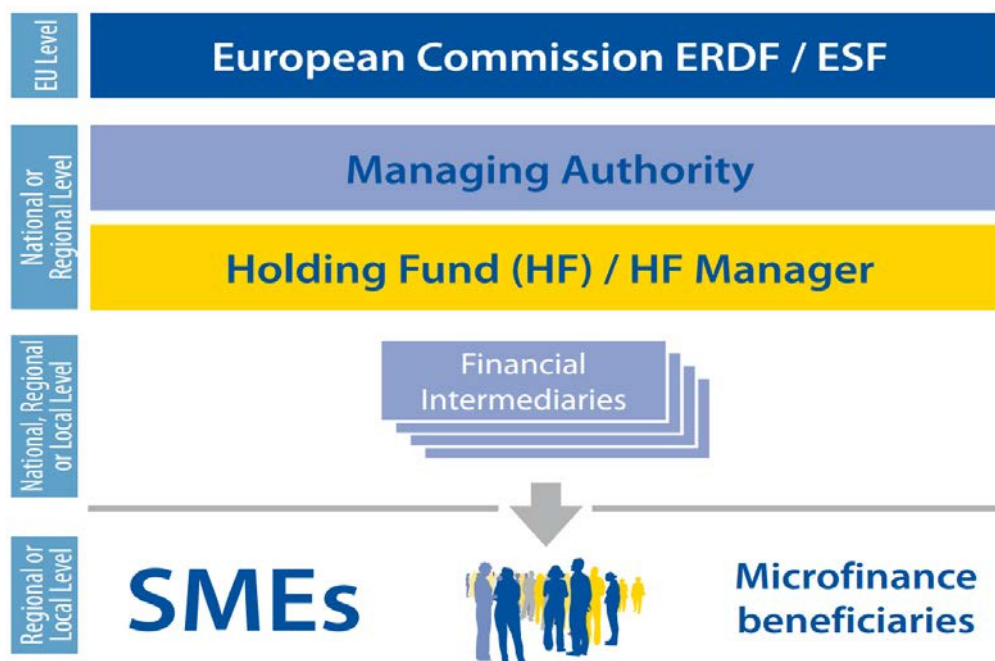 EU Level
European Commission ERDF / ESF
National or
Regional Level
Managing Authority
Holding Fund (HF) / HF Manager
National, Regional
or Local Level
Financial
Intermediaries
Regional or
Local Level
SMEs
Microfinance
beneficiaries